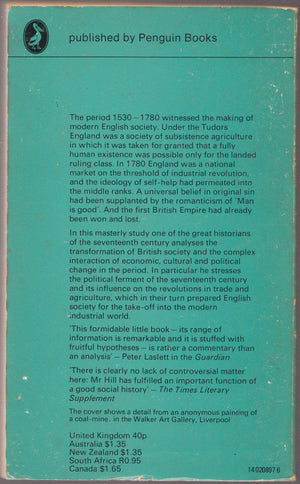 published by Penguin Books
The period 1530 – 1780 witnessed the making of
modern English society. Under the Tudors
England was a society of subsistence agriculture
in which it was taken for granted that a fully
human existence was possible only for the landed
ruling class. In 1780 England was a national
market on the threshold of industrial revolution,
and the ideology of self-help had permeated into
the middle ranks. A universal belief in original sin
had been supplanted by the romanticism of 'Man
is good'. And the first British Empire had already
been won and lost.
In this masterly study one of the great historians
of the seventeenth century analyses the
transformation of British society and the complex
interaction of economic, cultural and political
change in the period. In particular he stresses
the political ferment of the seventeenth century
and its influence on the revolutions in trade and
agriculture, which in their turn prepared English
society for the take-off into the modern
industrial world.
'This formidable little book – its range of
information is remarkable and it is stuffed with
fruitful hypotheses – is rather a commentary than
an analysis' – Peter Laslett in the Guardian
'There is clearly no lack of controversial matter
here: Mr Hill has fulfilled an important function of
a good social history' – The Times Literary
Supplement
The cover shows a detail from an anonymous painting of
a coal-mine, in the Walker Art Gallery, Liverpool
United Kingdom 40p
Australia $1.35
New Zealand $1.35
South Africa R0.95
Canada $1.65
14 020897 6